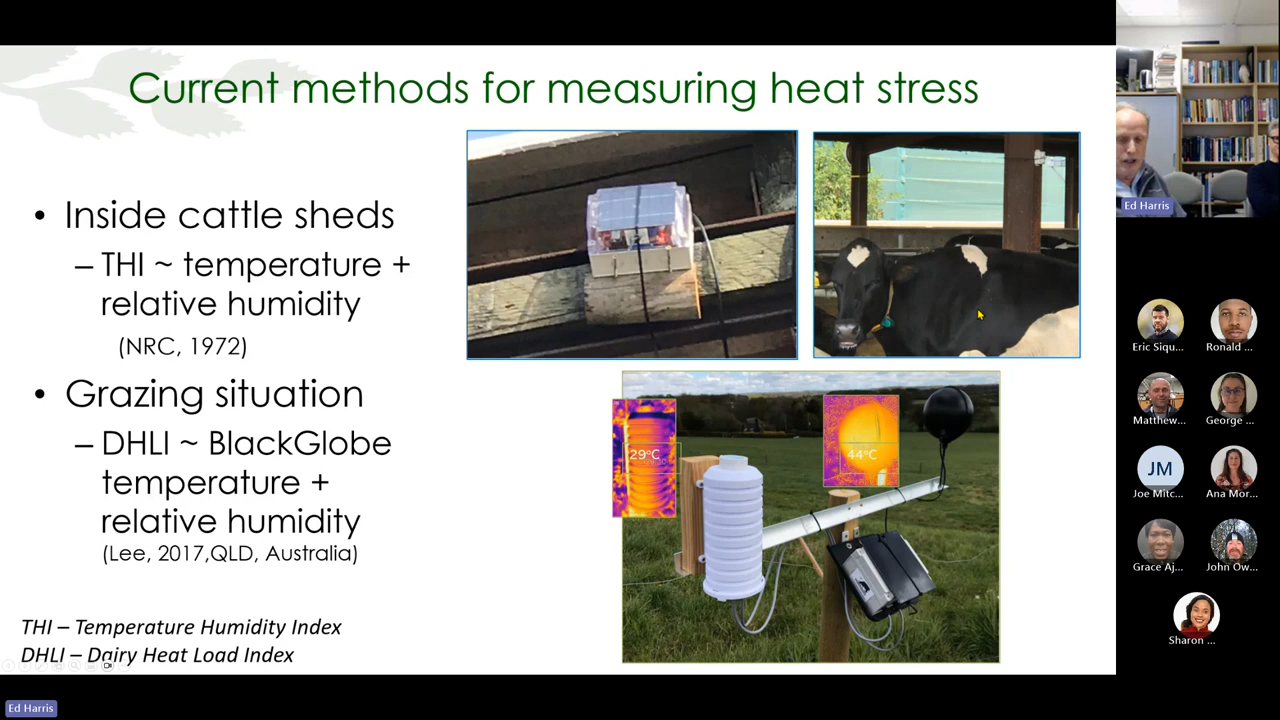 Current methods for measuring heat stress
• Inside cattle sheds
– THI ~ temperature +
relative humidity
(NRC, 1972)
• Grazing situation
– DHLI ~ BlackGlobe
temperature +
relative humidity
(Lee, 2017,QLD, Australia)
THI – Temperature Humidity Index
DHLI – Dairy Heat Load Index
29°C
44°C
Ed Harris
Eric Siqu...
Ronald ...
Matthew...
George ...
JM
Joe Mitc...
Ana Mor...
Grace Aj...
John Ow...
Sharon ...
Ed Harris